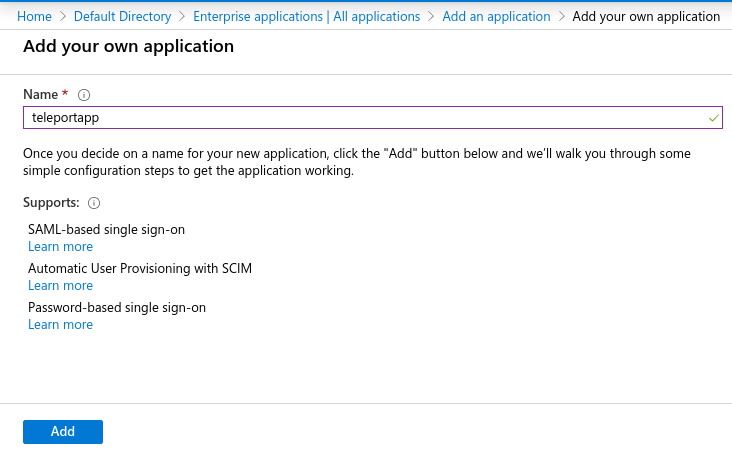 Home > Default Directory > Enterprise applications | All applications > Add an application > Add your own application
Add your own application
Name *
teleportapp
Once you decide on a name for your new application, click the "Add" button below and we'll walk you through some
simple configuration steps to get the application working.
Supports:
SAML-based single sign-on
Learn more
Automatic User Provisioning with SCIM
Learn more
Password-based single sign-on
Learn more
Add